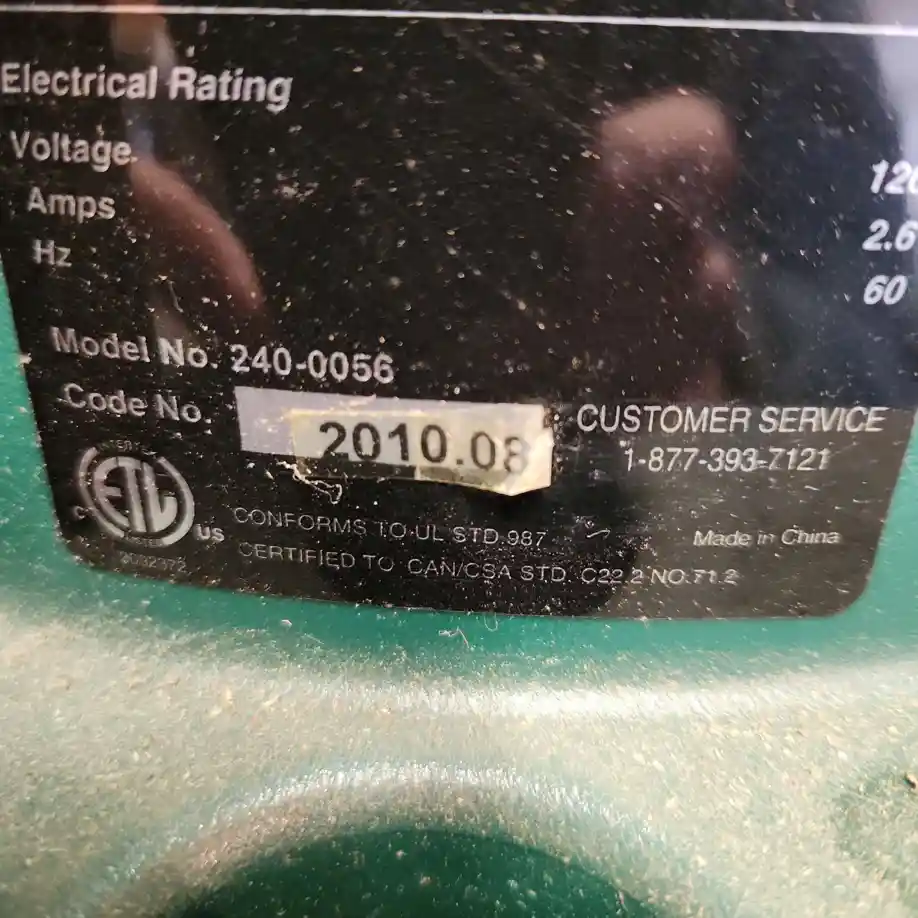 Electrical Rating
Voltage
Amps 2.6
Hz 60
Model No. 240-0056
Code No. 2010.08
CUSTOMER SERVICE
1-877-393-7121
ETL
C US
CONFORMS TO UL STD 987
Made in China
CERTIFIED TO CAN/CSA STD. C22.2 NO.71.2